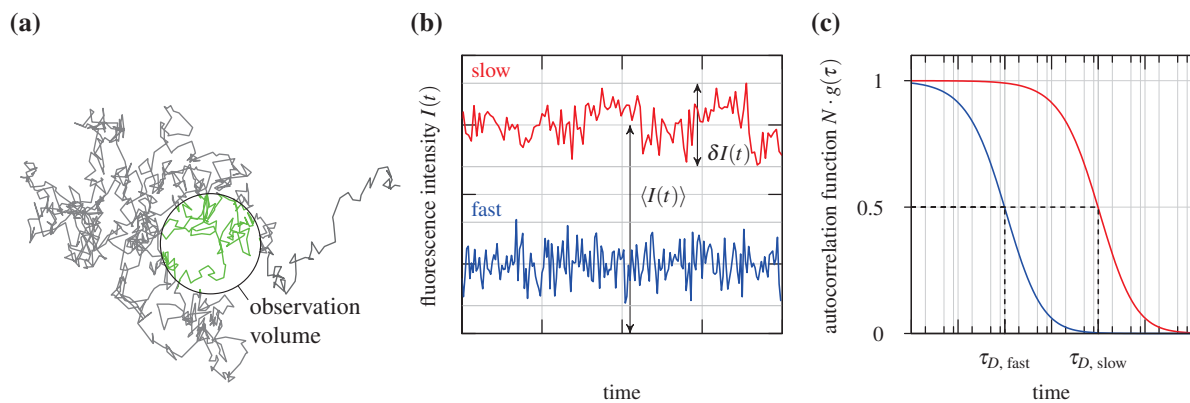 (a)
observation
volume
(b)
fluorescence intensity I(t)
slow
δI(t)
⟨I(t)⟩
fast
time
(c)
autocorrelation function N · g(τ)
1
0.5
0
τD, fast
τD, slow
time